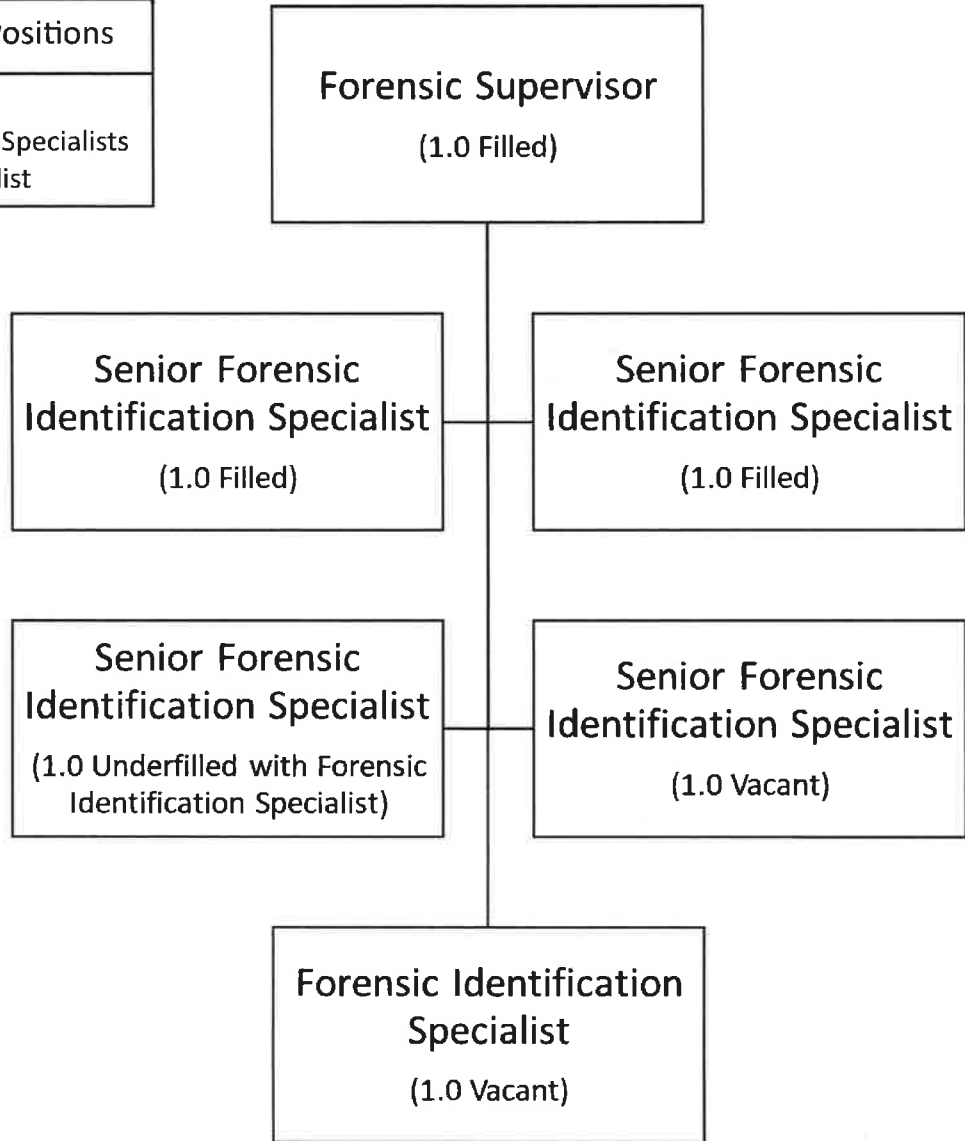 Positions
Specialists
Forensic Supervisor
(1.0 Filled)
Senior Forensic
Identification Specialist
(1.0 Filled)
Senior Forensic
Identification Specialist
(1.0 Filled)
Senior Forensic
Identification Specialist
(1.0 Underfilled with Forensic
Identification Specialist)
Senior Forensic
Identification Specialist
(1.0 Vacant)
Forensic Identification
Specialist
(1.0 Vacant)